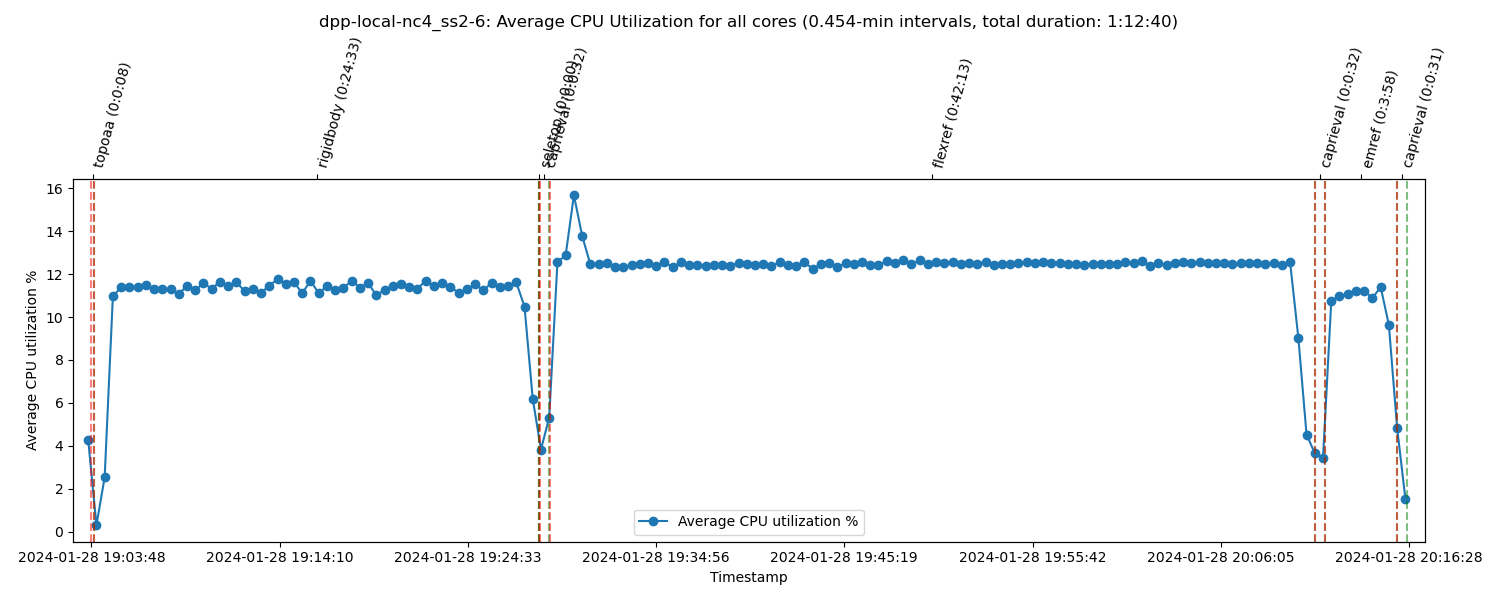 dpp-local-nc4_ss2-6: Average CPU Utilization for all cores (0.454-min intervals, total duration: 1:12:40)
topoaa (0:0:08)
rigidbody (0:24:33)
seletop (0:0:00)
caprieval (0:0:32)
flexref (0:42:13)
caprieval (0:0:32)
emref (0:3:58)
caprieval (0:0:31)
Average CPU utilization %
16
14
12
10
8
6
4
2
0
Average CPU utilization %
2024-01-28 19:03:48 2024-01-28 19:14:10 2024-01-28 19:24:33 2024-01-28 19:34:56 2024-01-28 19:45:19 2024-01-28 19:55:42 2024-01-28 20:06:05 2024-01-28 20:16:28
Timestamp